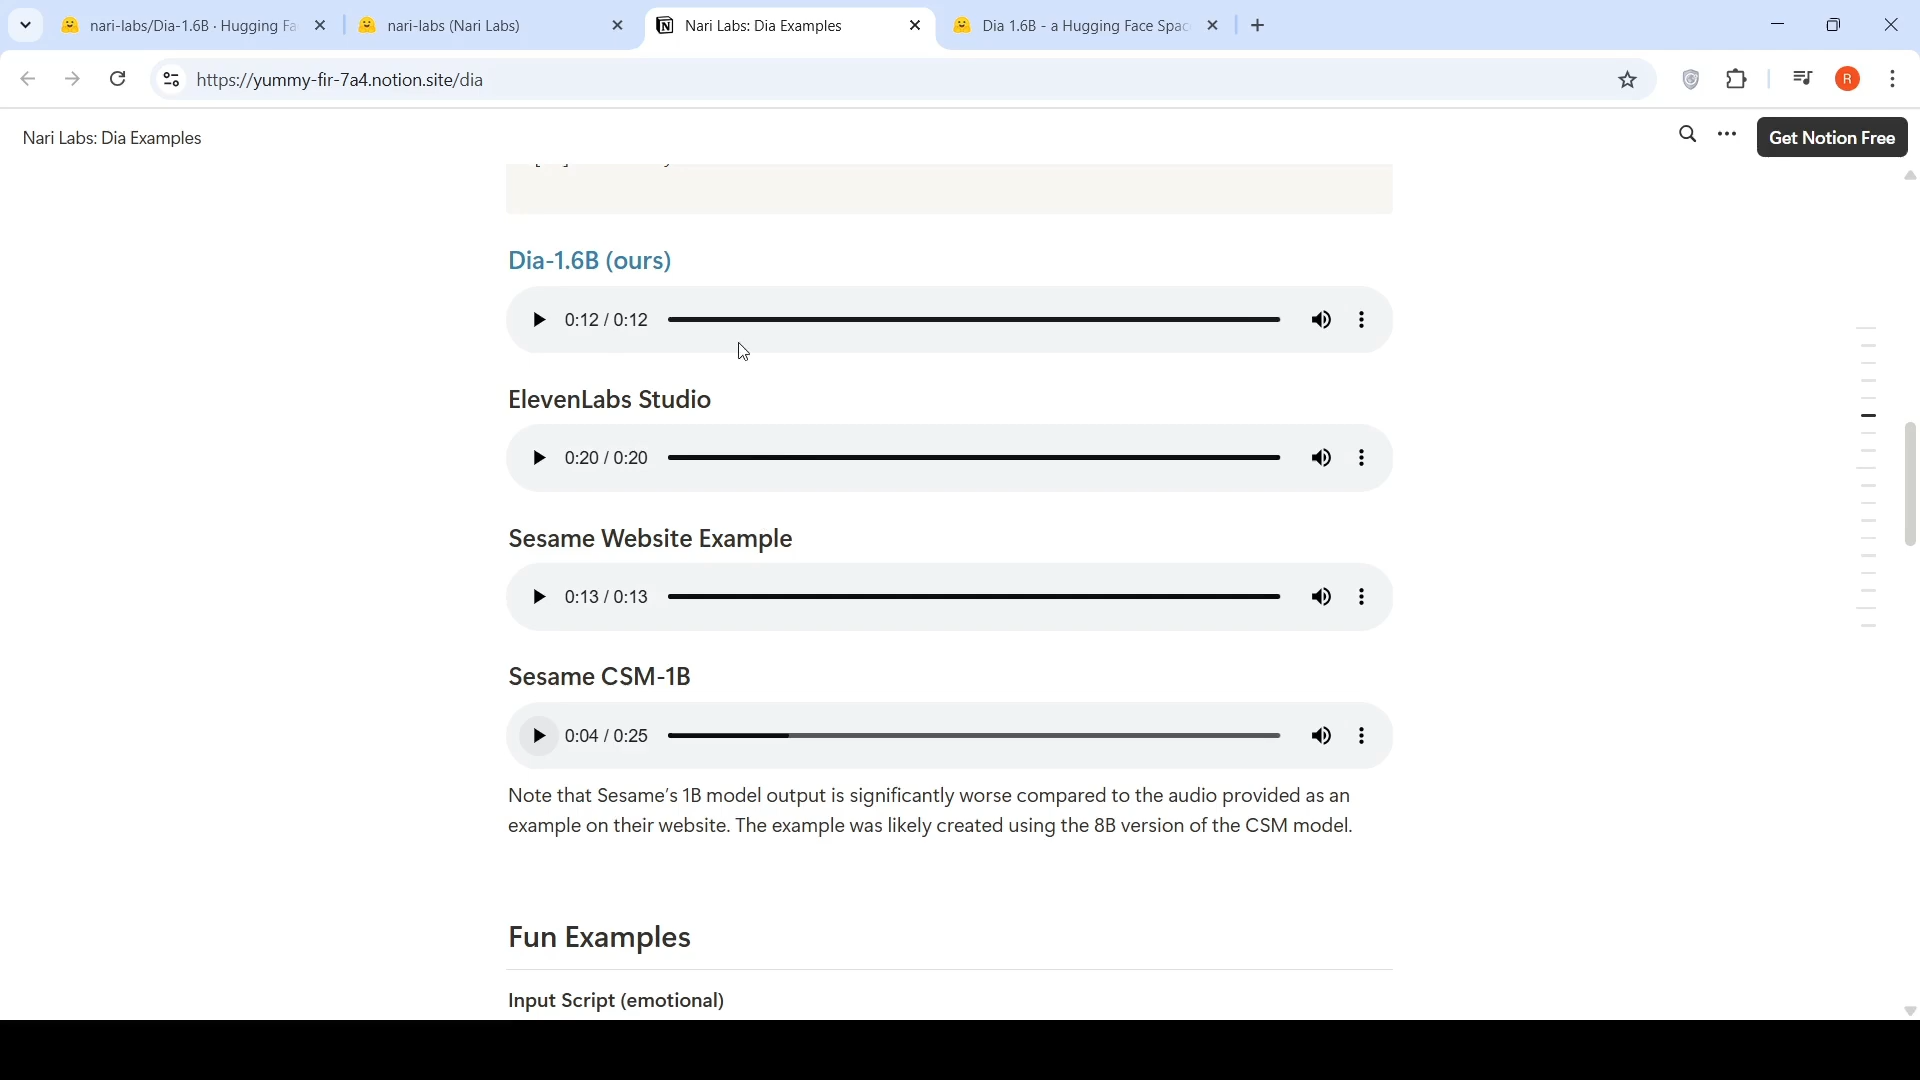 nari-labs/Dia-1.6B · Hugging Fa
nari-labs (Nari Labs)
Nari Labs: Dia Examples
Dia 1.6B - a Hugging Face Spac
https://yummy-fir-7a4.notion.site/dia
R
Nari Labs: Dia Examples
Get Notion Free
Dia-1.6B (ours)
0:12 / 0:12
ElevenLabs Studio
0:20 / 0:20
Sesame Website Example
0:13 / 0:13
Sesame CSM-1B
0:04 / 0:25
Note that Sesame's 1B model output is significantly worse compared to the audio provided as an
example on their website. The example was likely created using the 8B version of the CSM model.
Fun Examples
Input Script (emotional)